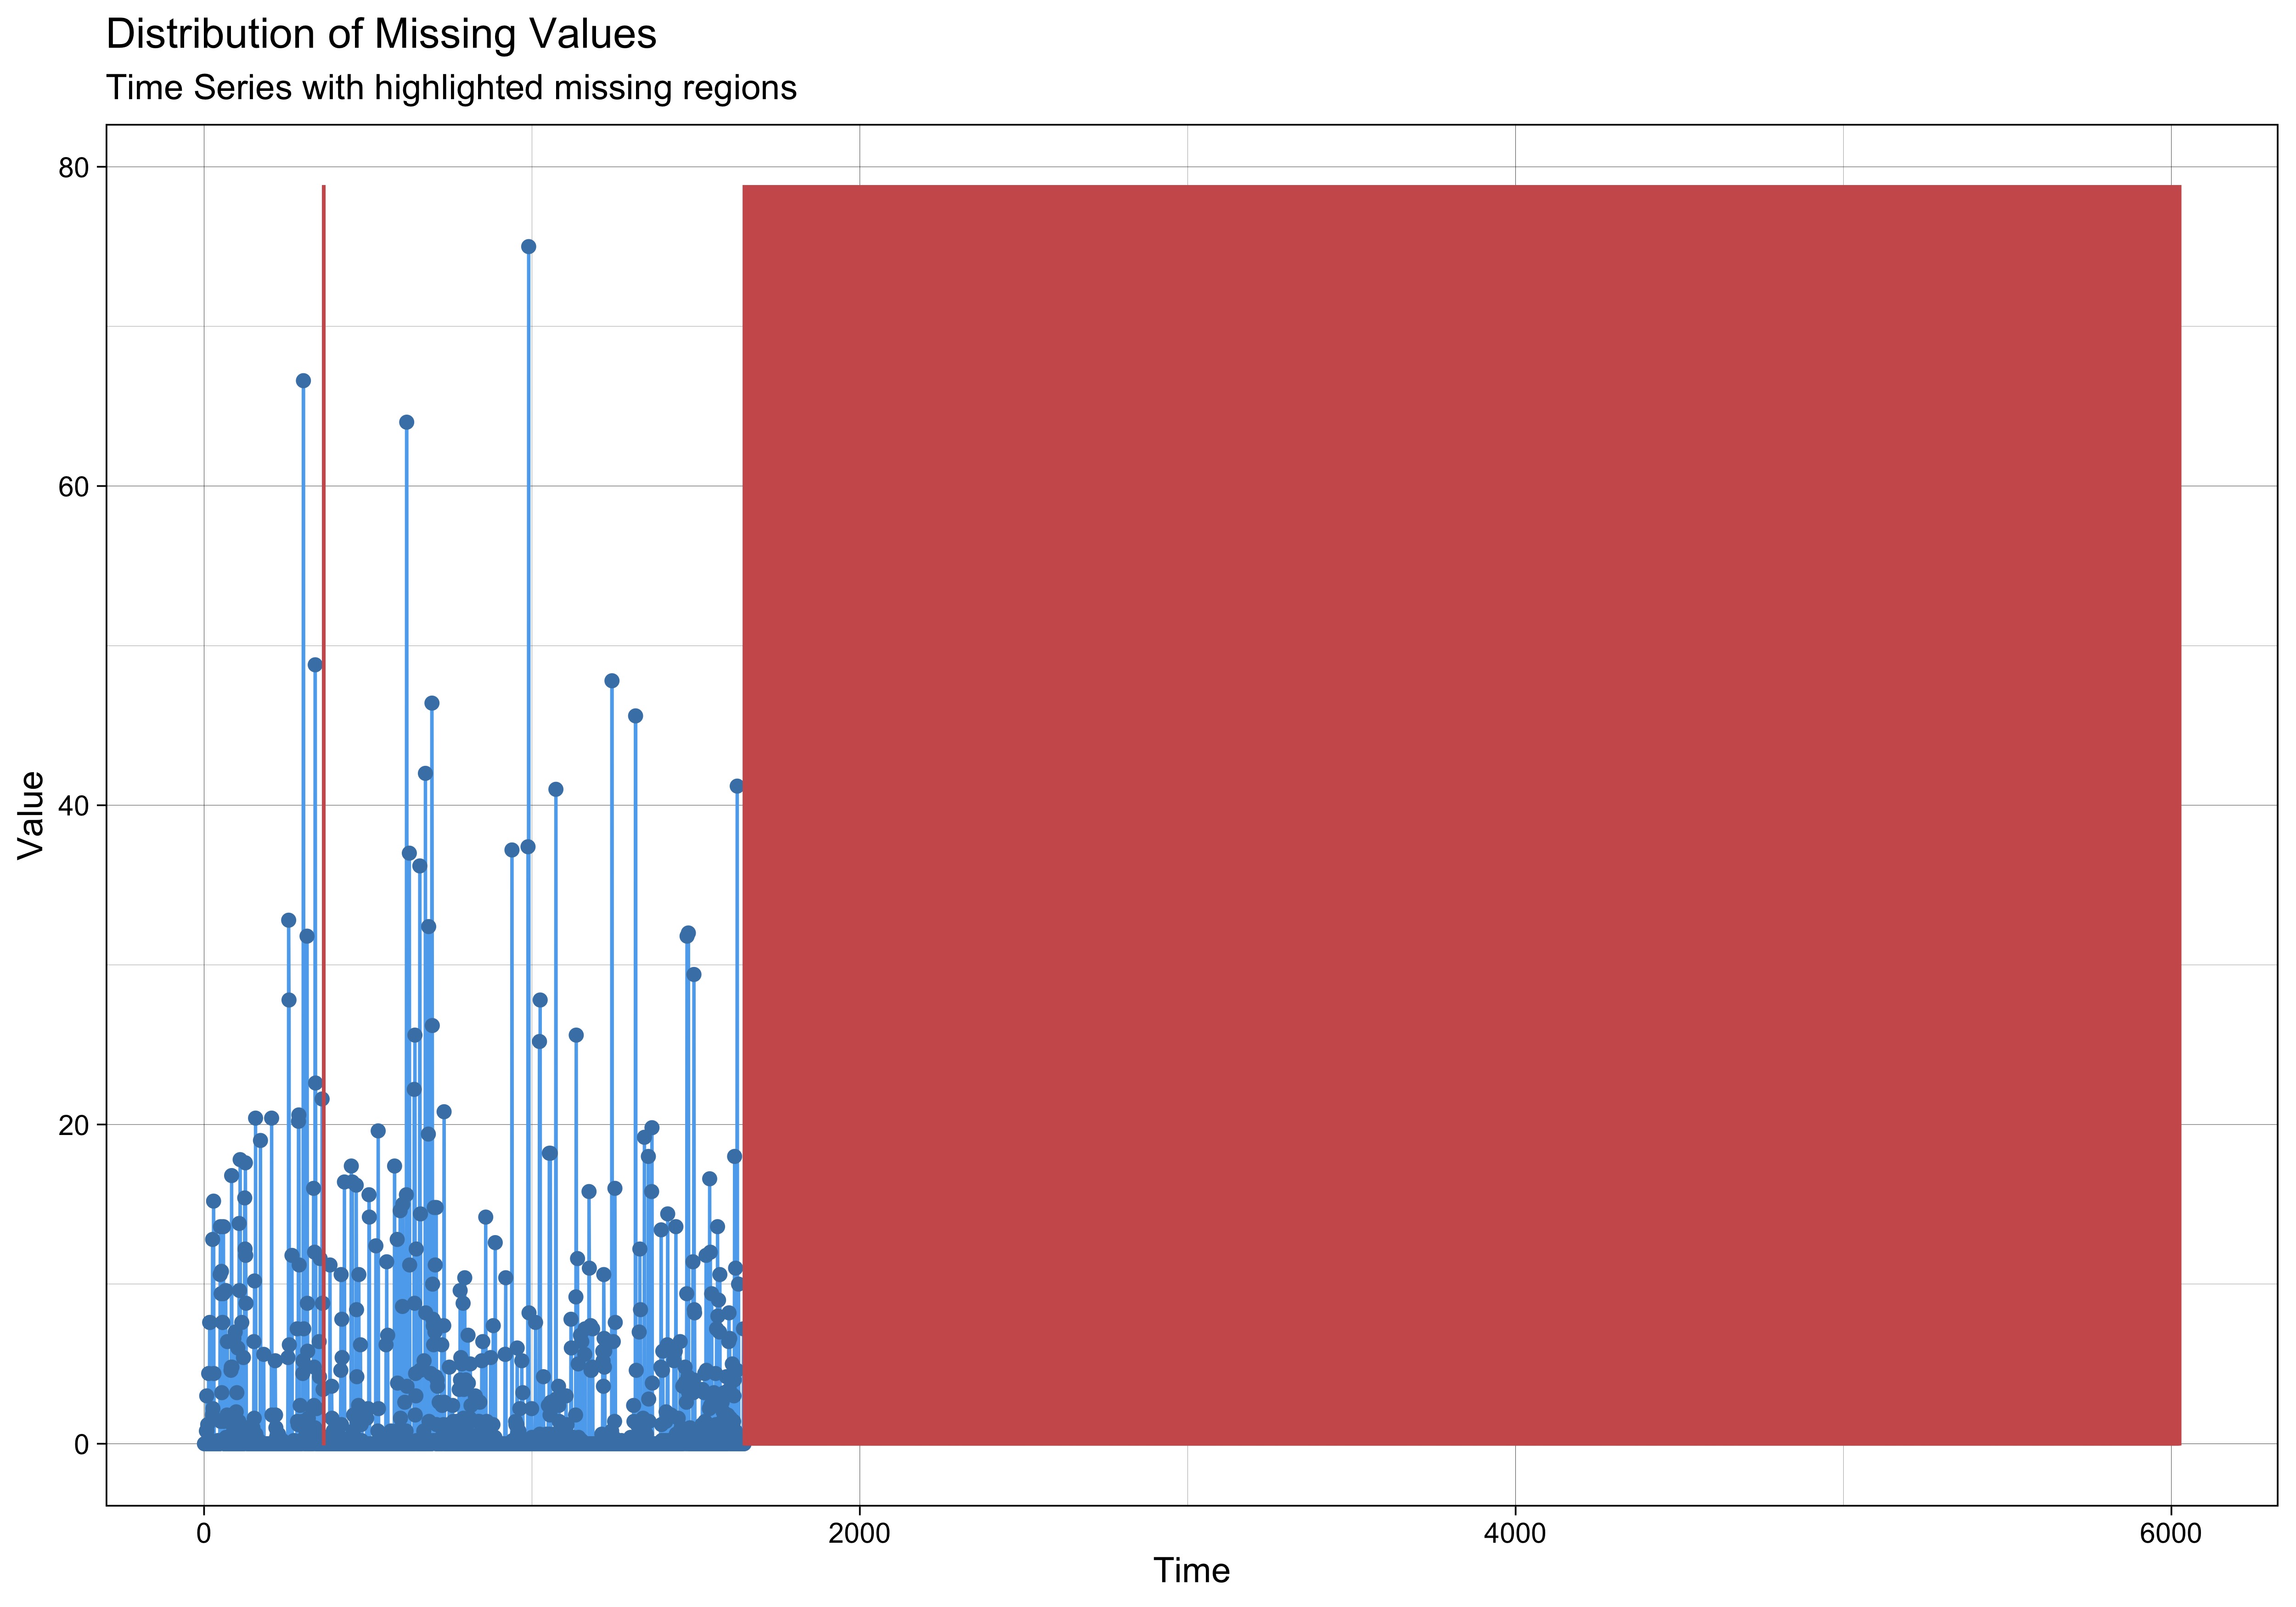 Distribution of Missing Values
Time Series with highlighted missing regions
80
60
40
20
0
Value
0 2000 4000 6000
Time